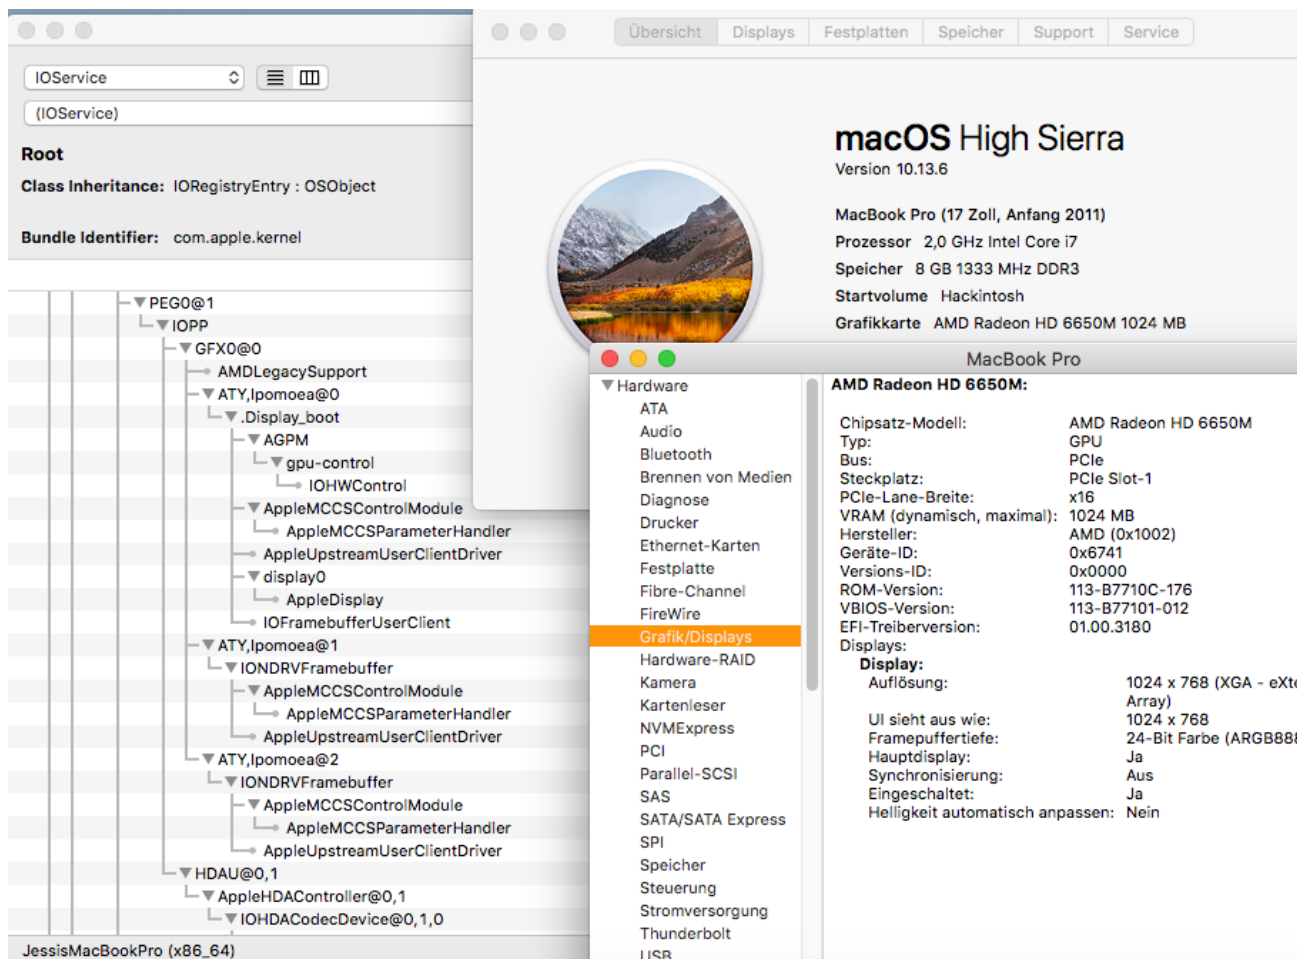 IOService
(IOService)
Root
Class Inheritance: IORegistryEntry : OSObject
Bundle Identifier: com.apple.kernel
PEG0@1
IOPP
GFX0@0
AMDLegacySupport
ATY,Ipomoea@0
.Display_boot
AGPM
gpu-control
IOHWControl
AppleMCCSControlModule
AppleMCCSParameterHandler
AppleUpstreamUserClientDriver
display0
AppleDisplay
IOFramebufferUserClient
ATY,Ipomoea@1
IONDRVFramebuffer
AppleMCCSControlModule
AppleMCCSParameterHandler
AppleUpstreamUserClientDriver
ATY,Ipomoea@2
IONDRVFramebuffer
AppleMCCSControlModule
AppleMCCSParameterHandler
AppleUpstreamUserClientDriver
HDAU@0,1
AppleHDAController@0,1
IOHDACodecDevice@0,1,0
JessisMacBookPro (x86_64)
Übersicht Displays Festplatten Speicher Support Service
macOS High Sierra
Version 10.13.6
MacBook Pro (17 Zoll, Anfang 2011)
Prozessor 2,0 GHz Intel Core i7
Speicher 8 GB 1333 MHz DDR3
Startvolume Hackintosh
Grafikkarte AMD Radeon HD 6650M 1024 MB
MacBook Pro
Hardware
ATA
Audio
Bluetooth
Brennen von Medien
Diagnose
Drucker
Ethernet-Karten
Festplatte
Fibre-Channel
FireWire
Grafik/Displays
Hardware-RAID
Kamera
Kartenleser
NVMExpress
PCI
Parallel-SCSI
SAS
SATA/SATA Express
SPI
Speicher
Steuerung
Stromversorgung
Thunderbolt
USB
AMD Radeon HD 6650M:
Chipsatz-Modell: AMD Radeon HD 6650M
Typ: GPU
Bus: PCIe
Steckplatz: PCIe Slot-1
PCIe-Lane-Breite: x16
VRAM (dynamisch, maximal): 1024 MB
Hersteller: AMD (0x1002)
Geräte-ID: 0x6741
Versions-ID: 0x0000
ROM-Version: 113-B7710C-176
VBIOS-Version: 113-B77101-012
EFI-Treiberversion: 01.00.3180
Displays:
Display:
Auflösung: 1024 x 768 (XGA - eXte
Array)
UI sieht aus wie: 1024 x 768
Framepuffertiefe: 24-Bit Farbe (ARGB888
Hauptdisplay: Ja
Synchronisierung: Aus
Eingeschaltet: Ja
Helligkeit automatisch anpassen: Nein